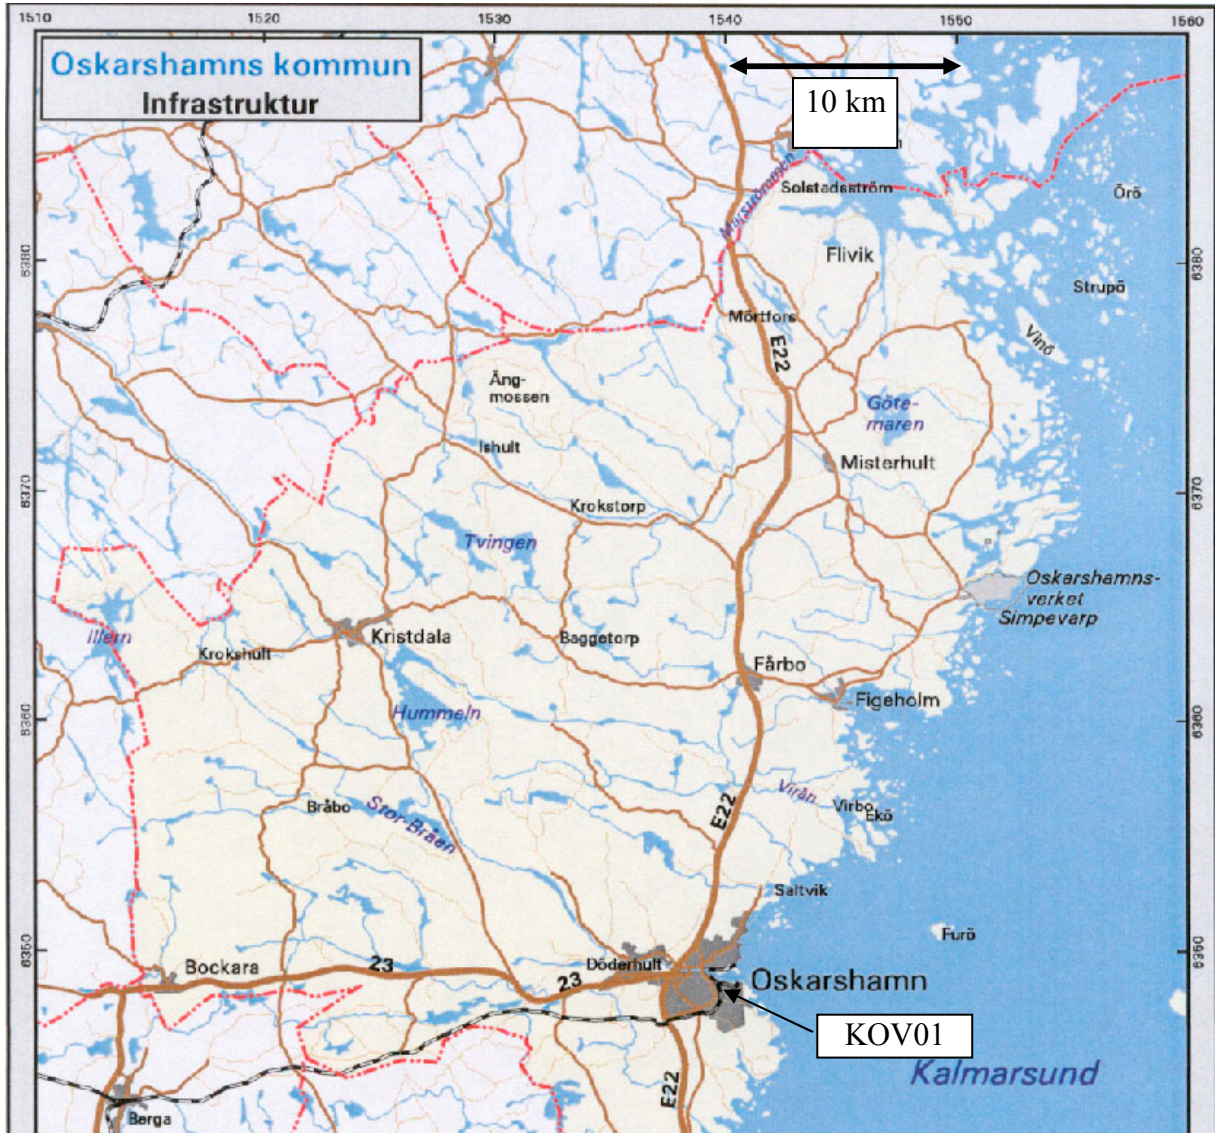 1510 1520 1530 1540 1550 1560
Oskarshamns kommun
Infrastruktur
10 km
Solstadsström
Örö
Flivik
6380
6380
Strupö
Mörtfors
Vinö
E22
Äng-
mossen
Göte-
maren
Ishult
Misterhult
6370
6370
Krokstorp
Tvingen
Oskarshamns-
verket
Simpevarp
Illern
Kristdala
Baggetorp
Krokshult
Fårbo
Figeholm
Hummeln
6360
6360
Virån
Bråbo
Stor-Bråen
E22
Virbo
Ekö
Saltvik
Furö
6350
6350
Bockara
23
Döderhult
23
Oskarshamn
KOV01
Kalmarsund
E22
Berga